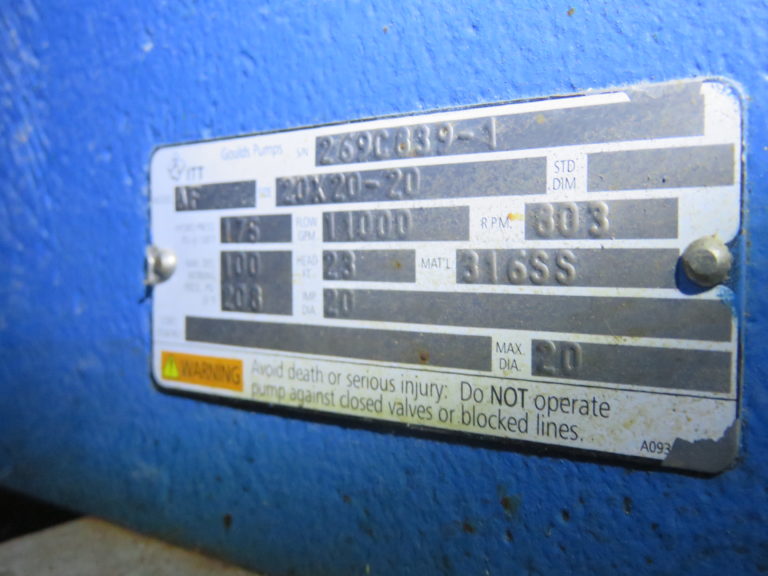 ITT Goulds Pumps S/N 269C839-1
AF SIZE 20X20-20 STD. DIM.
176 FLOW GPM 11000 R.P.M. 803
100 HEAD FT. 23 MAT'L 316SS
208 IMP. DIA. 20
MAX. DIA. 20
WARNING Avoid death or serious injury: Do NOT operate
pump against closed valves or blocked lines.
A093